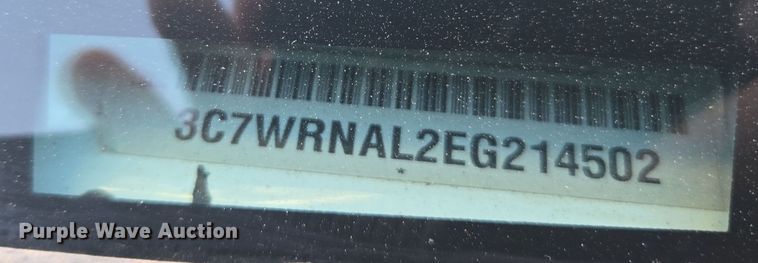 3C7WRNAL2EG214502
*
Purple Wave Auction